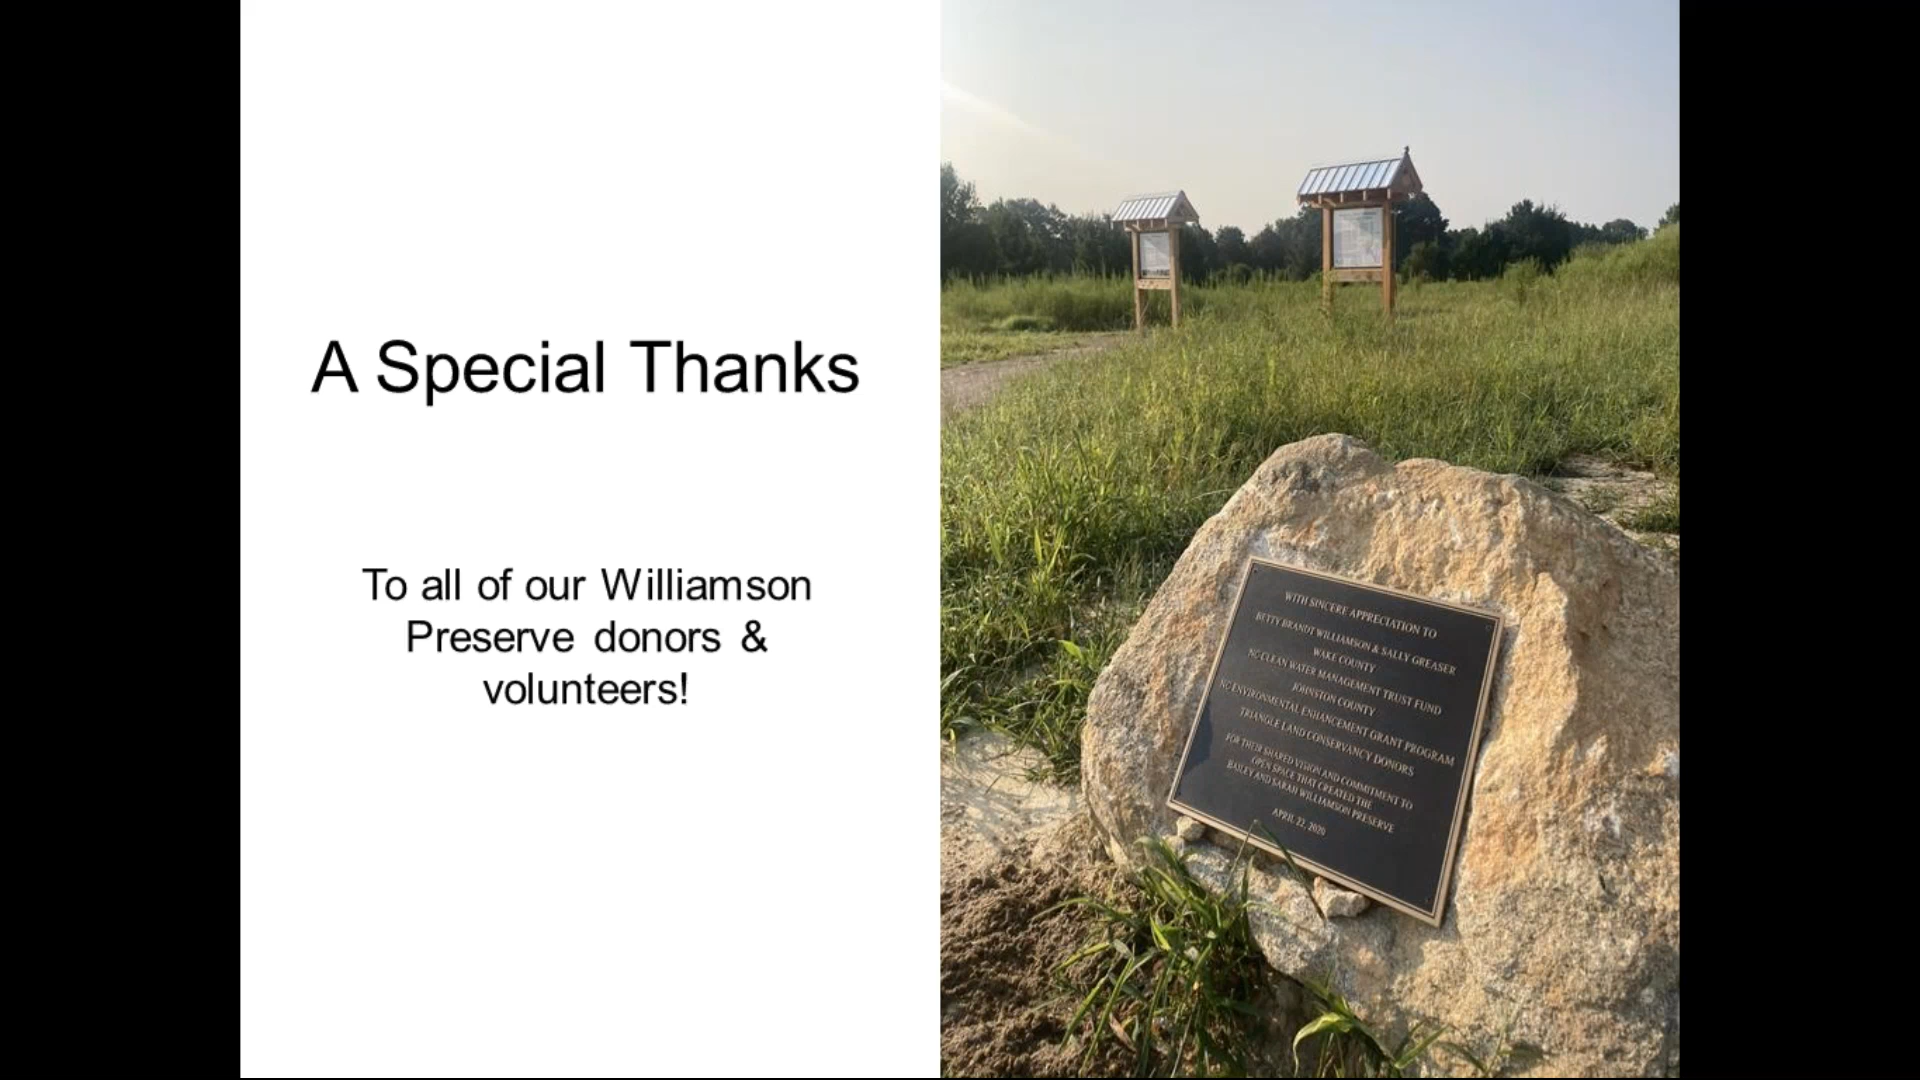 A Special Thanks
To all of our Williamson
Preserve donors &
volunteers!
WITH SINCERE APPRECIATION TO
BETTY BRANDT WILLIAMSON & SALLY GREASER
WAKE COUNTY
NC CLEAN WATER MANAGEMENT TRUST FUND
JOHNSTON COUNTY
NC ENVIRONMENTAL ENHANCEMENT GRANT PROGRAM
TRIANGLE LAND CONSERVANCY DONORS
FOR THEIR SHARED VISION AND COMMITMENT TO
OPEN SPACE THAT CREATED THE
BAILEY AND SARAH WILLIAMSON PRESERVE
APRIL 22, 2020